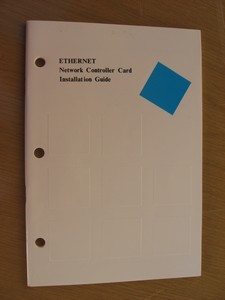 ETHERNET
Network Controller Card
Installation Guide